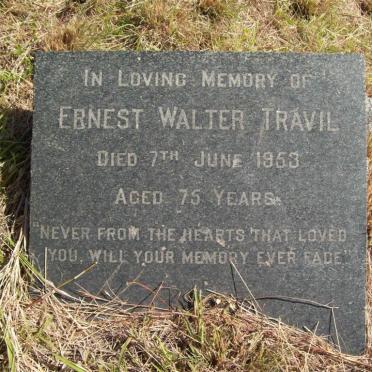 In Loving Memory of
Ernest Walter Travil
Died 7th June 1953
Aged 75 Years.
"Never from the hearts that loved
you, will your memory ever fade."